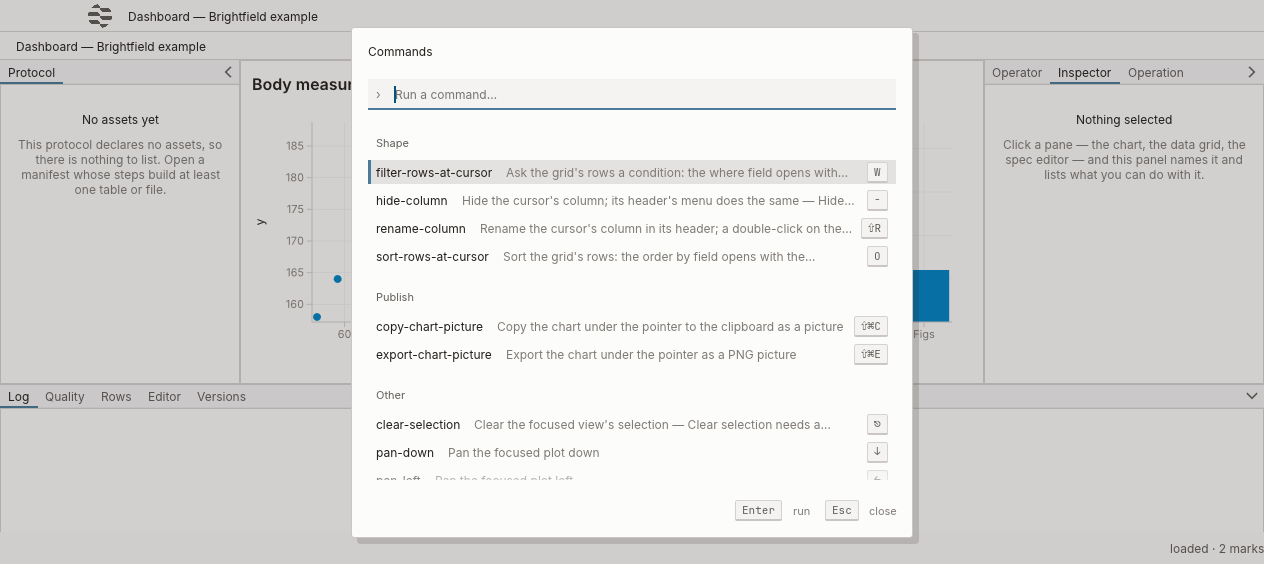 Dashboard — Brightfield example
Dashboard — Brightfield example
Protocol
No assets yet
This protocol declares no assets, so
there is nothing to list. Open a
manifest whose steps build at least
one table or file.
Body measur
185
180
175
170
165
160
y
60
Figs
Commands
› Run a command...
Shape
filter-rows-at-cursor Ask the grid's rows a condition: the where field opens with... W
hide-column Hide the cursor's column; its header's menu does the same — Hide... -
rename-column Rename the cursor's column in its header; a double-click on the... ⇧R
sort-rows-at-cursor Sort the grid's rows: the order by field opens with the... O
Publish
copy-chart-picture Copy the chart under the pointer to the clipboard as a picture ⇧⌘C
export-chart-picture Export the chart under the pointer as a PNG picture ⇧⌘E
Other
clear-selection Clear the focused view's selection — Clear selection needs a... ⎋
pan-down Pan the focused plot down ↓
pan-left Pan the focused plot left ←
Enter run Esc close
Operator Inspector Operation
Nothing selected
Click a pane — the chart, the data grid, the
spec editor — and this panel names it and
lists what you can do with it.
Log Quality Rows Editor Versions
loaded · 2 marks